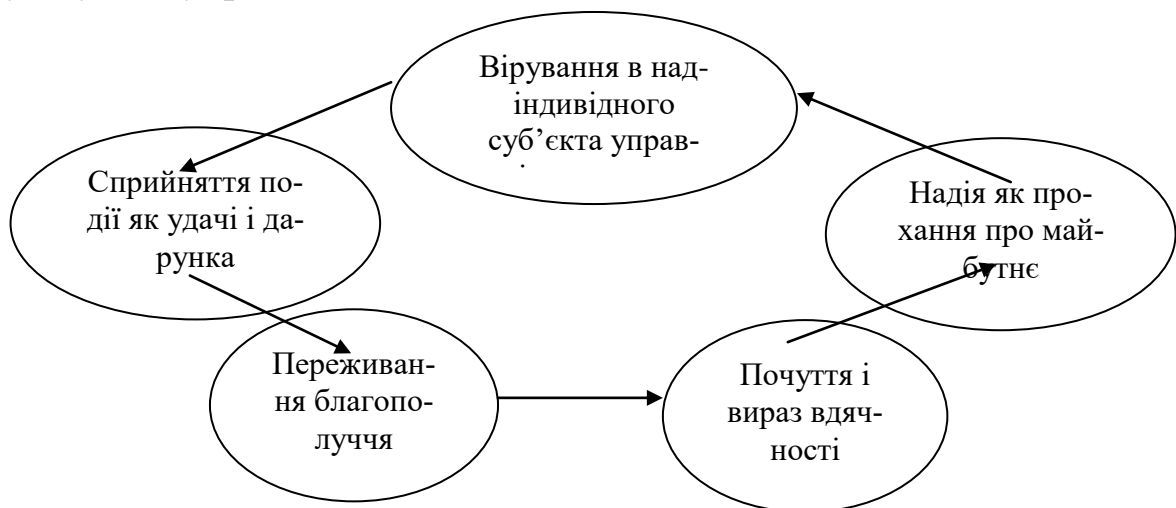 Вірування в над-
індивідного
суб’єкта управ-
Сприйняття по-
дії як удачі і да-
рунка
Надія як про-
хання про май-
бутнє
Переживан-
ня благопо-
луччя
Почуття і
вираз вдяч-
ності